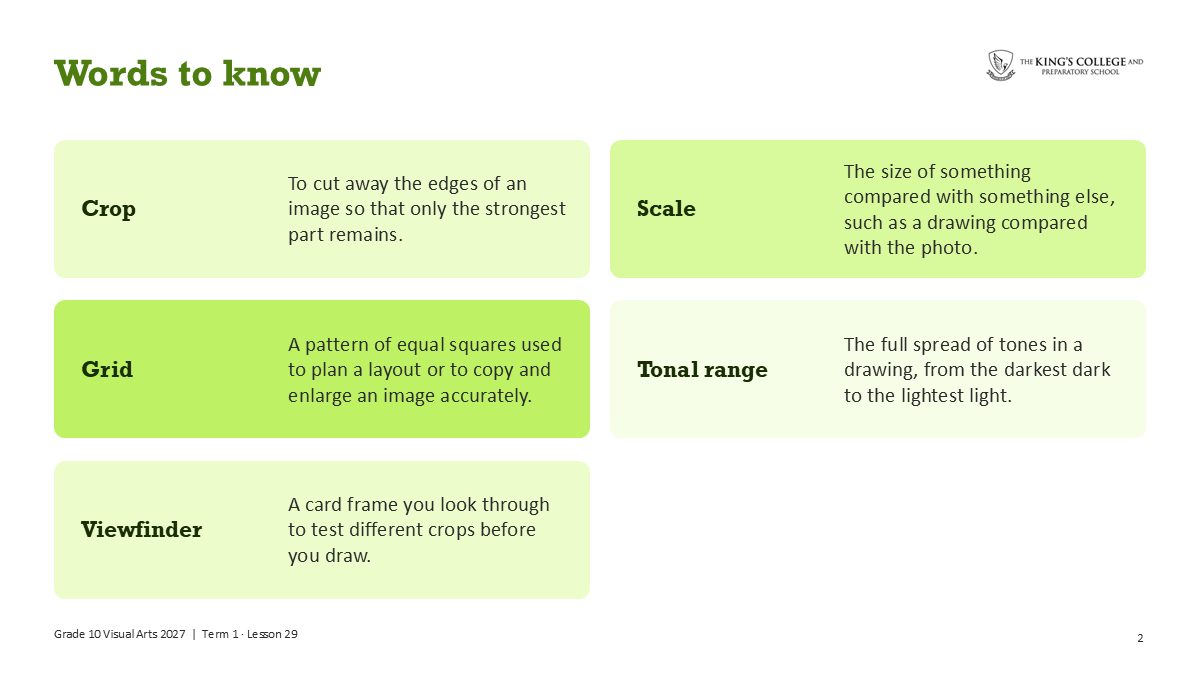 Words to know
THE KING'S COLLEGE AND
PREPARATORY SCHOOL
Crop
To cut away the edges of an
image so that only the strongest
part remains.
Scale
The size of something
compared with something else,
such as a drawing compared
with the photo.
Grid
A pattern of equal squares used
to plan a layout or to copy and
enlarge an image accurately.
Tonal range
The full spread of tones in a
drawing, from the darkest dark
to the lightest light.
Viewfinder
A card frame you look through
to test different crops before
you draw.
Grade 10 Visual Arts 2027 | Term 1 · Lesson 29
2